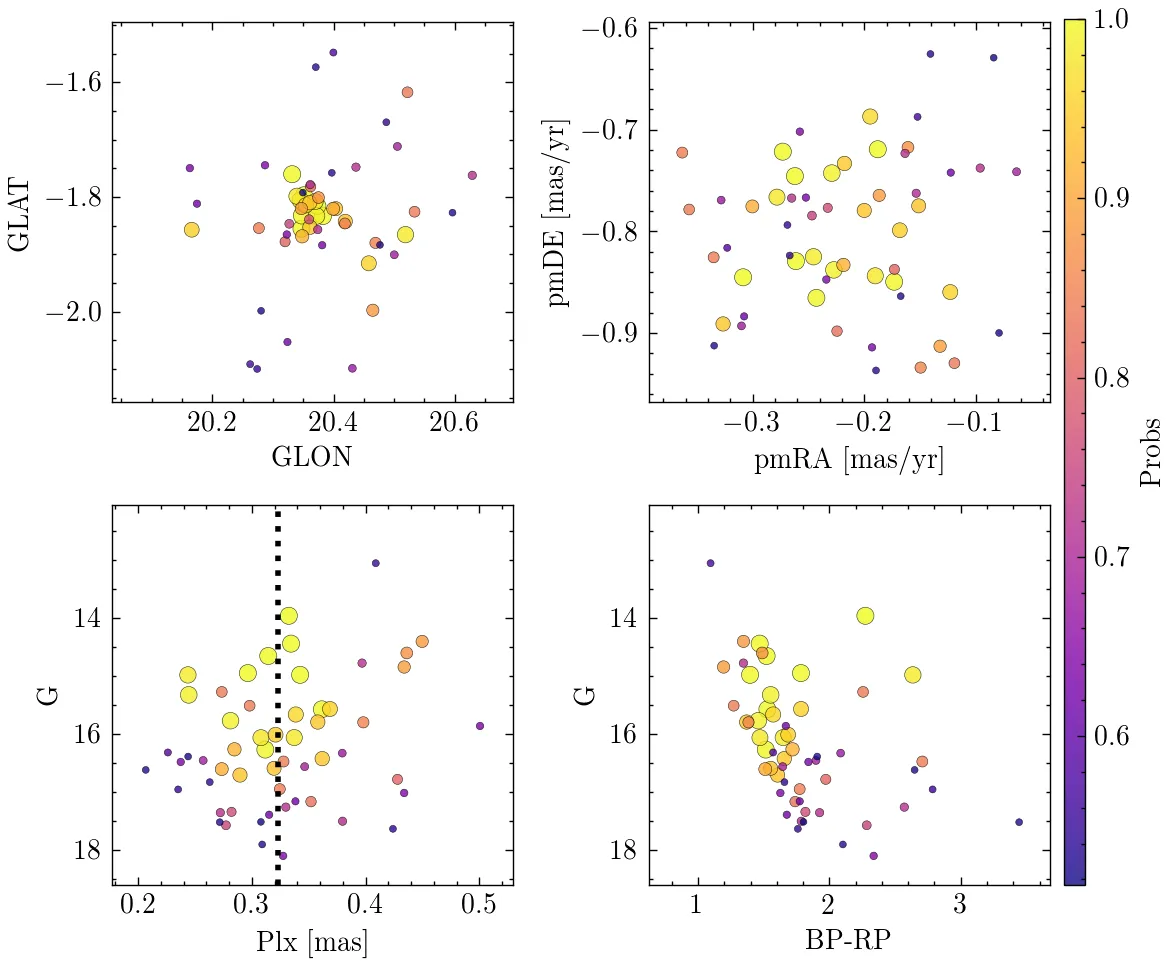 −1.6
−1.8
−2.0
GLAT
20.2 20.4 20.6
GLON
−0.6
−0.7
−0.8
−0.9
pmDE [mas/yr]
−0.3 −0.2 −0.1
pmRA [mas/yr]
14
16
18
G
0.2 0.3 0.4 0.5
Plx [mas]
14
16
18
G
1 2 3
BP-RP
1.0
0.9
0.8
0.7
0.6
Probs